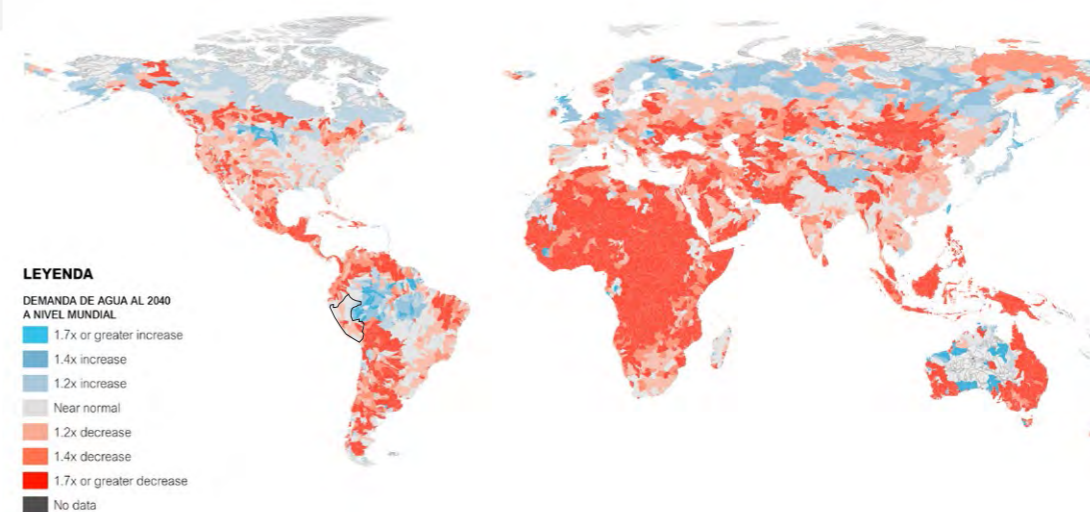 LEYENDA
DEMANDA DE AGUA AL 2040
A NIVEL MUNDIAL
1.7x or greater increase
1.4x increase
1.2x increase
Near normal
1.2x decrease
1.4x decrease
1.7x or greater decrease
No data